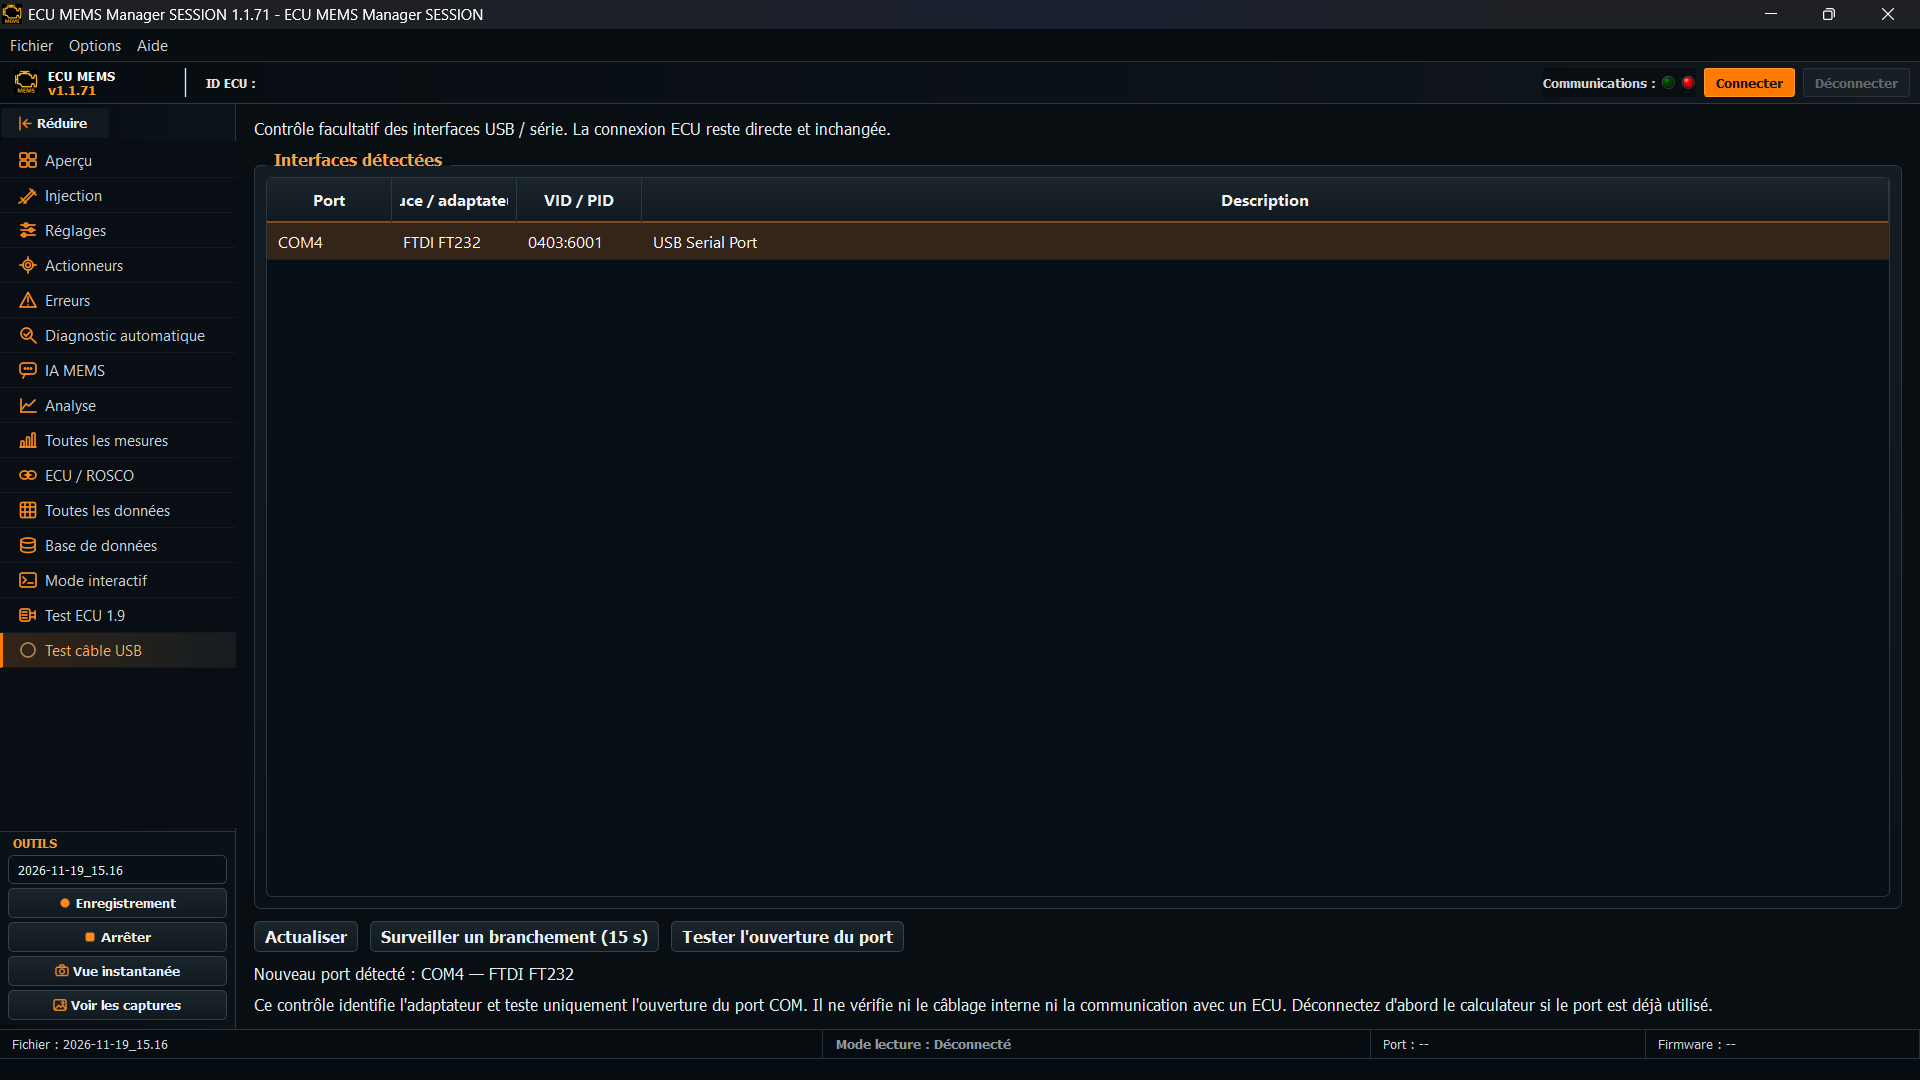 ECU MEMS Manager SESSION 1.1.71 - ECU MEMS Manager SESSION
Fichier Options Aide
MEMS
ECU MEMS
v1.1.71
ID ECU :
Communications :
Connecter
Déconnecter
Réduire
Aperçu
Injection
Réglages
Actionneurs
Erreurs
Diagnostic automatique
IA MEMS
Analyse
Toutes les mesures
ECU / ROSCO
Toutes les données
Base de données
Mode interactif
Test ECU 1.9
Test câble USB
OUTILS
2026-11-19_15.16
Enregistrement
Arrêter
Vue instantanée
Voir les captures
Contrôle facultatif des interfaces USB / série. La connexion ECU reste directe et inchangée.
Interfaces détectées
Port uce / adaptateu VID / PID Description
COM4 FTDI FT232 0403:6001 USB Serial Port
Actualiser Surveiller un branchement (15 s) Tester l'ouverture du port
Nouveau port détecté : COM4 — FTDI FT232
Ce contrôle identifie l'adaptateur et teste uniquement l'ouverture du port COM. Il ne vérifie ni le câblage interne ni la communication avec un ECU. Déconnectez d'abord le calculateur si le port est déjà utilisé.
Fichier : 2026-11-19_15.16 Mode lecture : Déconnecté Port : -- Firmware : --